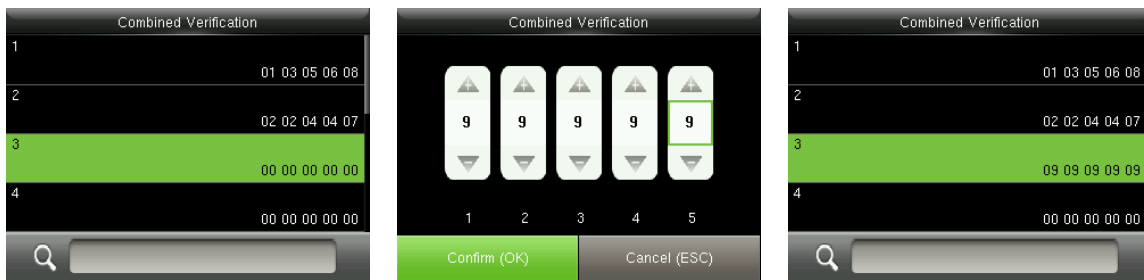 Combined Verification
1
01 03 05 06 08
2
02 02 04 04 07
3
00 00 00 00 00
4
00 00 00 00 00
Combined Verification
9 9 9 9 9
1 2 3 4 5
Confirm (OK) Cancel (ESC)
Combined Verification
1
01 03 05 06 08
2
02 02 04 04 07
3
09 09 09 09 09
4
00 00 00 00 00